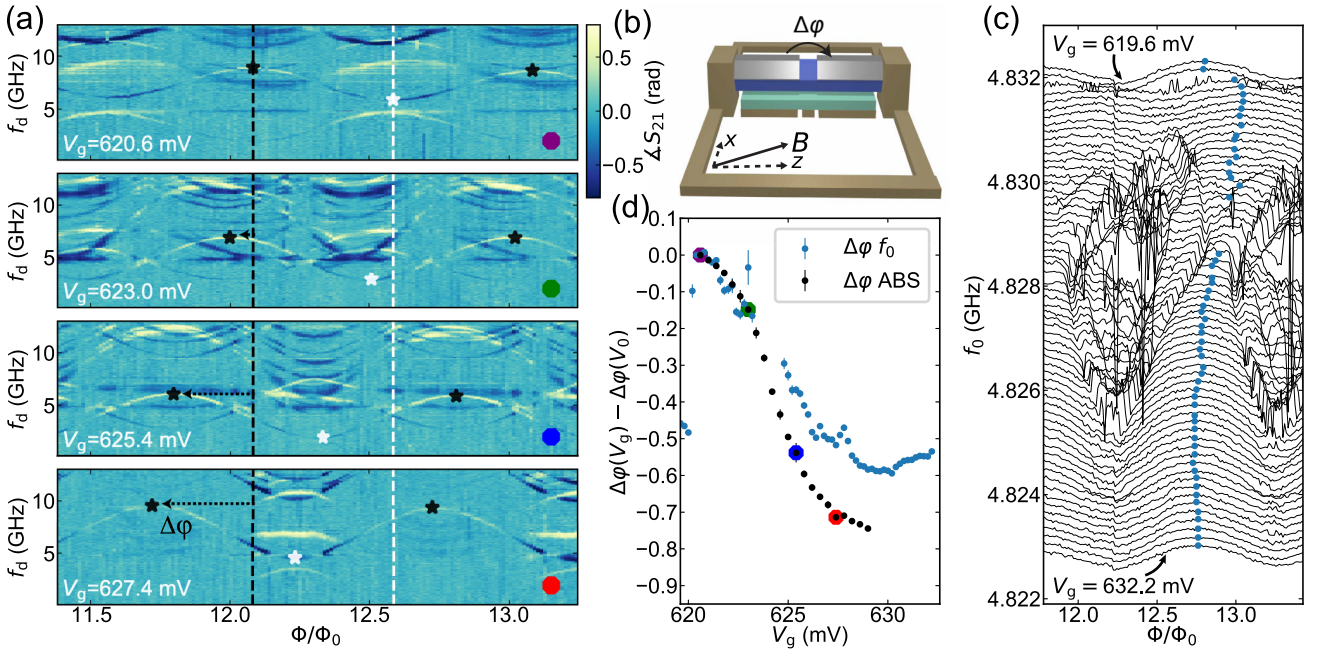 (a)
f_d (GHz)
10
5
V_g=620.6 mV
f_d (GHz)
10
5
V_g=623.0 mV
f_d (GHz)
10
5
V_g=625.4 mV
f_d (GHz)
10
5
Δφ
V_g=627.4 mV
11.5 12.0 12.5 13.0
Φ/Φ_0
0.5
0.0
−0.5
∡S_21 (rad)
(b)
Δφ
x
B
z
(d)
0.1
0.0
−0.1
−0.2
−0.3
−0.4
−0.5
−0.6
−0.7
−0.8
−0.9
Δφ(V_g) − Δφ(V_0)
Δφ f_0
Δφ ABS
620 625 630
V_g (mV)
(c)
V_g = 619.6 mV
4.832
4.830
4.828
4.826
4.824
4.822
f_0 (GHz)
V_g = 632.2 mV
12.0 12.5 13.0
Φ/Φ_0